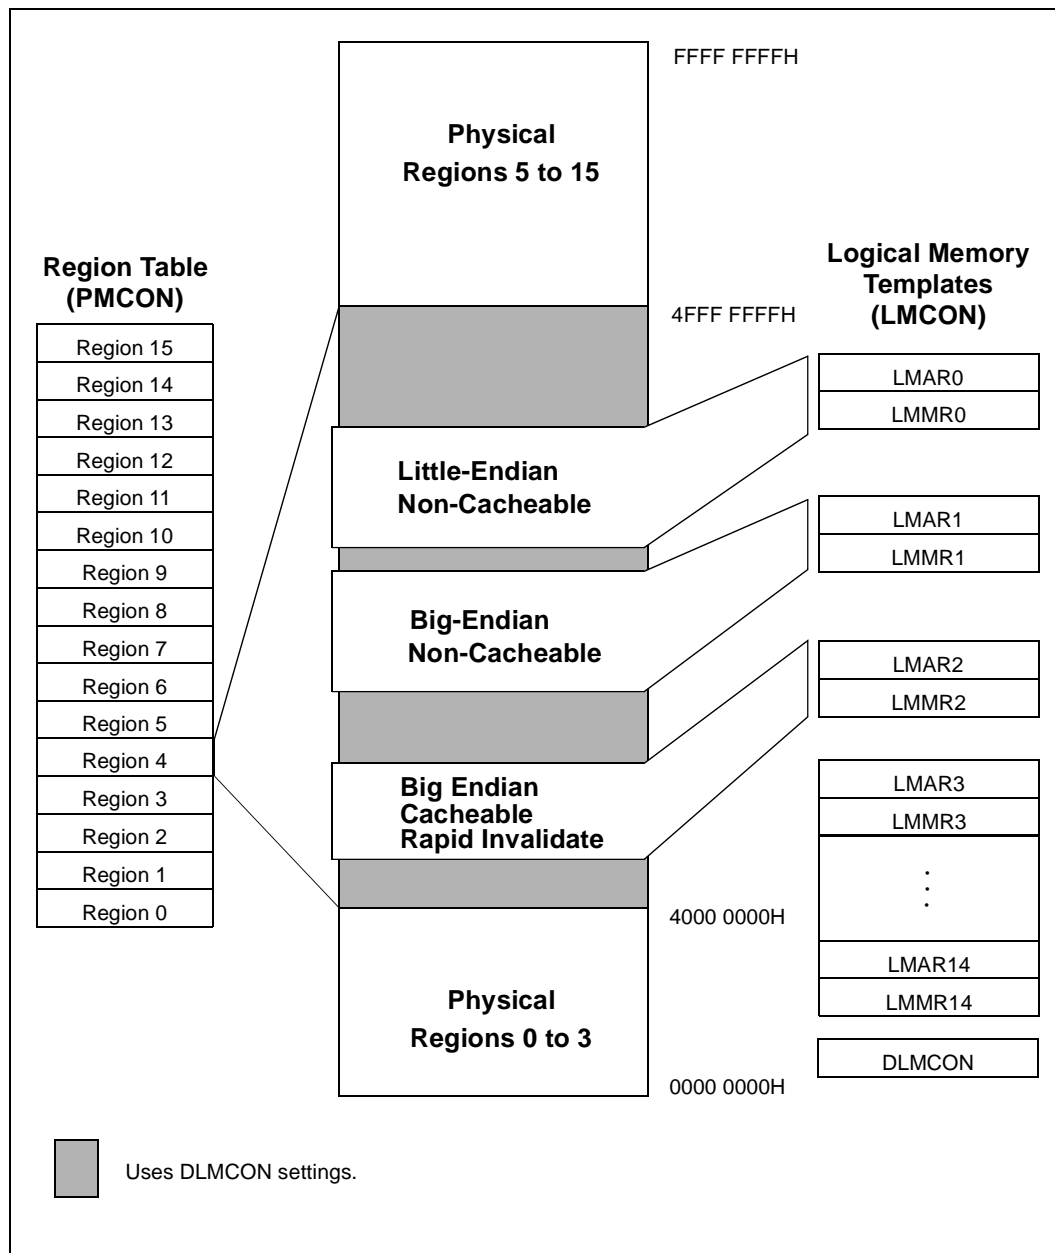 FFFF FFFFH
Physical
Regions 5 to 15
Region Table
(PMCON)
Region 15
Region 14
Region 13
Region 12
Region 11
Region 10
Region 9
Region 8
Region 7
Region 6
Region 5
Region 4
Region 3
Region 2
Region 1
Region 0
4FFF FFFFH
Little-Endian
Non-Cacheable
Big-Endian
Non-Cacheable
Big Endian
Cacheable
Rapid Invalidate
4000 0000H
Physical
Regions 0 to 3
0000 0000H
Logical Memory
Templates
(LMCON)
LMAR0
LMMR0
LMAR1
LMMR1
LMAR2
LMMR2
LMAR3
LMMR3
.
.
.
LMAR14
LMMR14
DLMCON
Uses DLMCON settings.